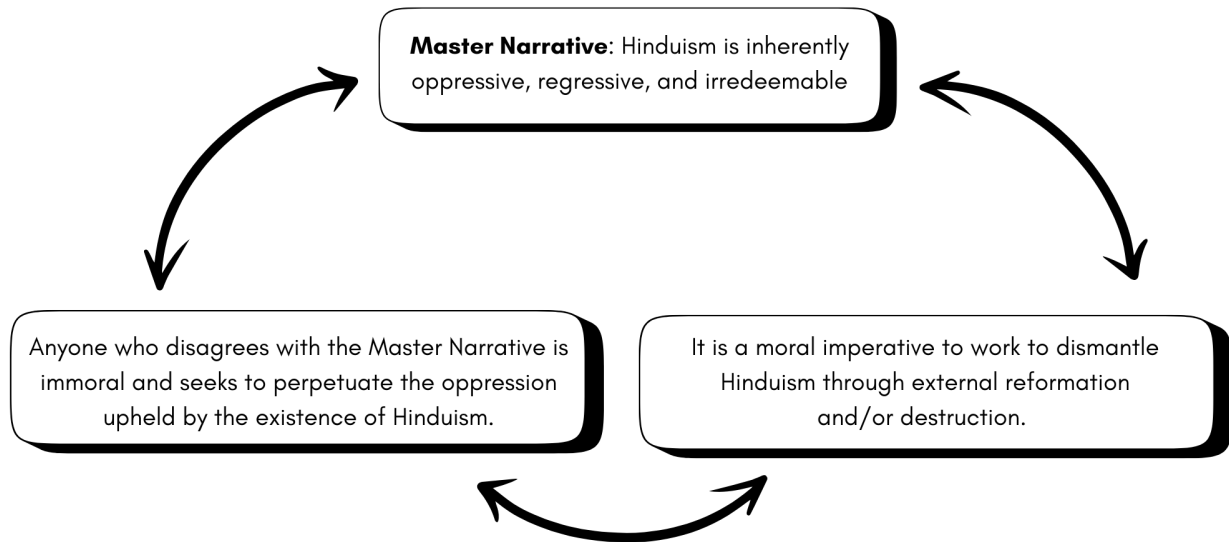 Master Narrative: Hinduism is inherently
oppressive, regressive, and irredeemable
Anyone who disagrees with the Master Narrative is
immoral and seeks to perpetuate the oppression
upheld by the existence of Hinduism.
It is a moral imperative to work to dismantle
Hinduism through external reformation
and/or destruction.